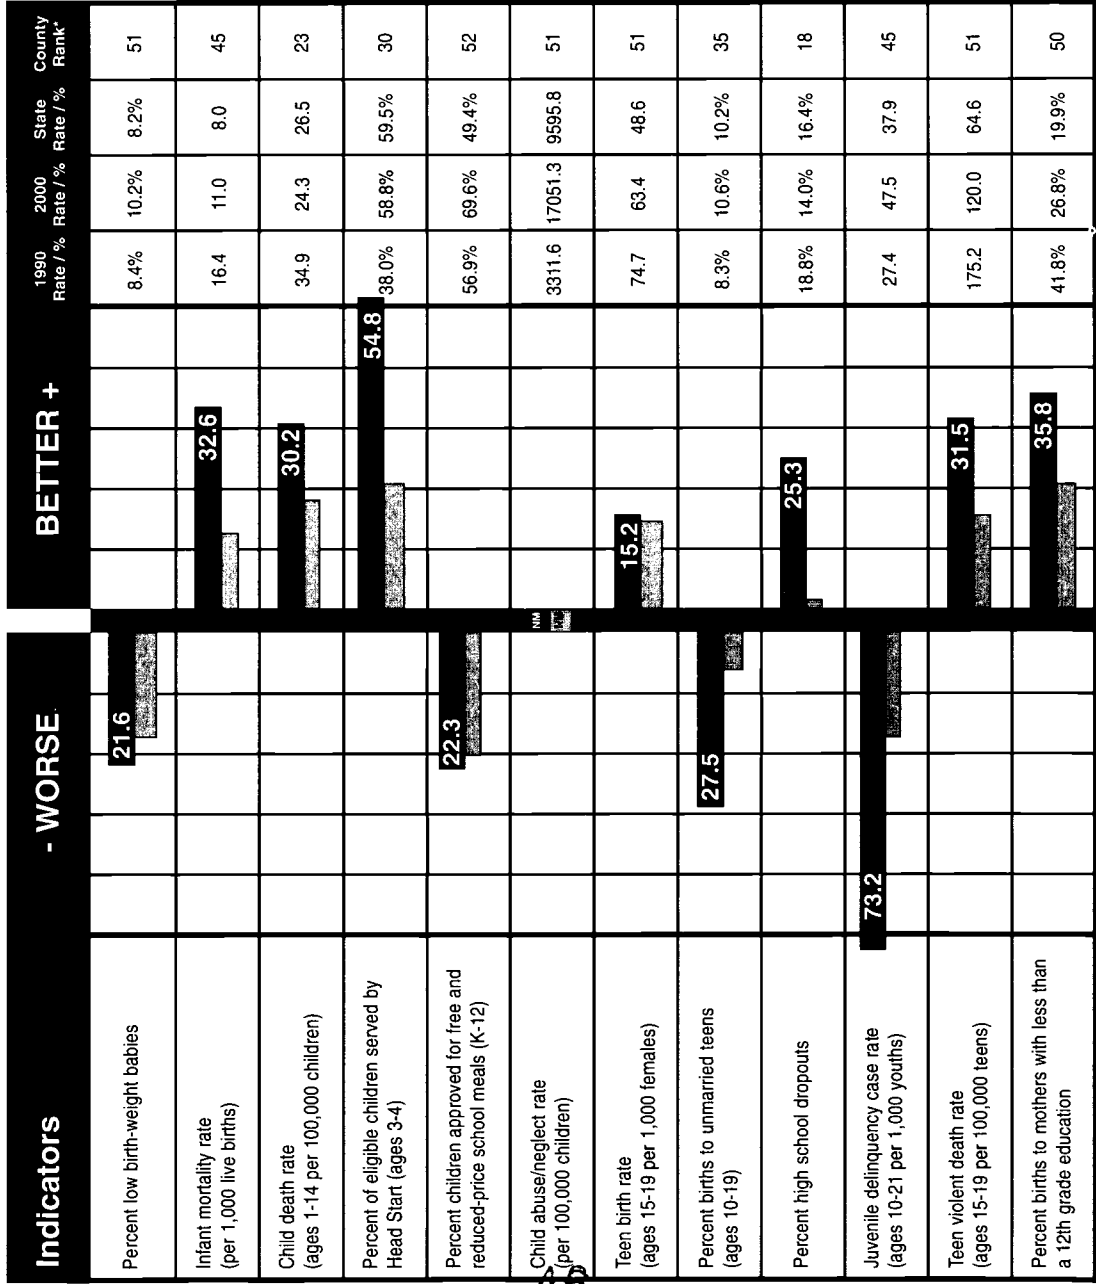 Indicators
- WORSE
BETTER +
1990
Rate / %
2000
Rate / %
State
Rate / %
County
Rank*
Percent low birth-weight babies
21.6
8.4%
10.2%
8.2%
51
Infant mortality rate
(per 1,000 live births)
32.6
16.4
11.0
8.0
45
Child death rate
(ages 1-14 per 100,000 children)
30.2
34.9
24.3
26.5
23
Percent of eligible children served by
Head Start (ages 3-4)
54.8
38.0%
58.8%
59.5%
30
Percent children approved for free and
reduced-price school meals (K-12)
22.3
56.9%
69.6%
49.4%
52
Child abuse/neglect rate
(per 100,000 children)
NM
3311.6
17051.3
9595.8
51
Teen birth rate
(ages 15-19 per 1,000 females)
15.2
74.7
63.4
48.6
51
Percent births to unmarried teens
(ages 10-19)
27.5
8.3%
10.6%
10.2%
35
Percent high school dropouts
25.3
18.8%
14.0%
16.4%
18
Juvenile delinquency case rate
(ages 10-21 per 1,000 youths)
73.2
27.4
47.5
37.9
45
Teen violent death rate
(ages 15-19 per 100,000 teens)
31.5
175.2
120.0
64.6
51
Percent births to mothers with less than
a 12th grade education
35.8
41.8%
26.8%
19.9%
50